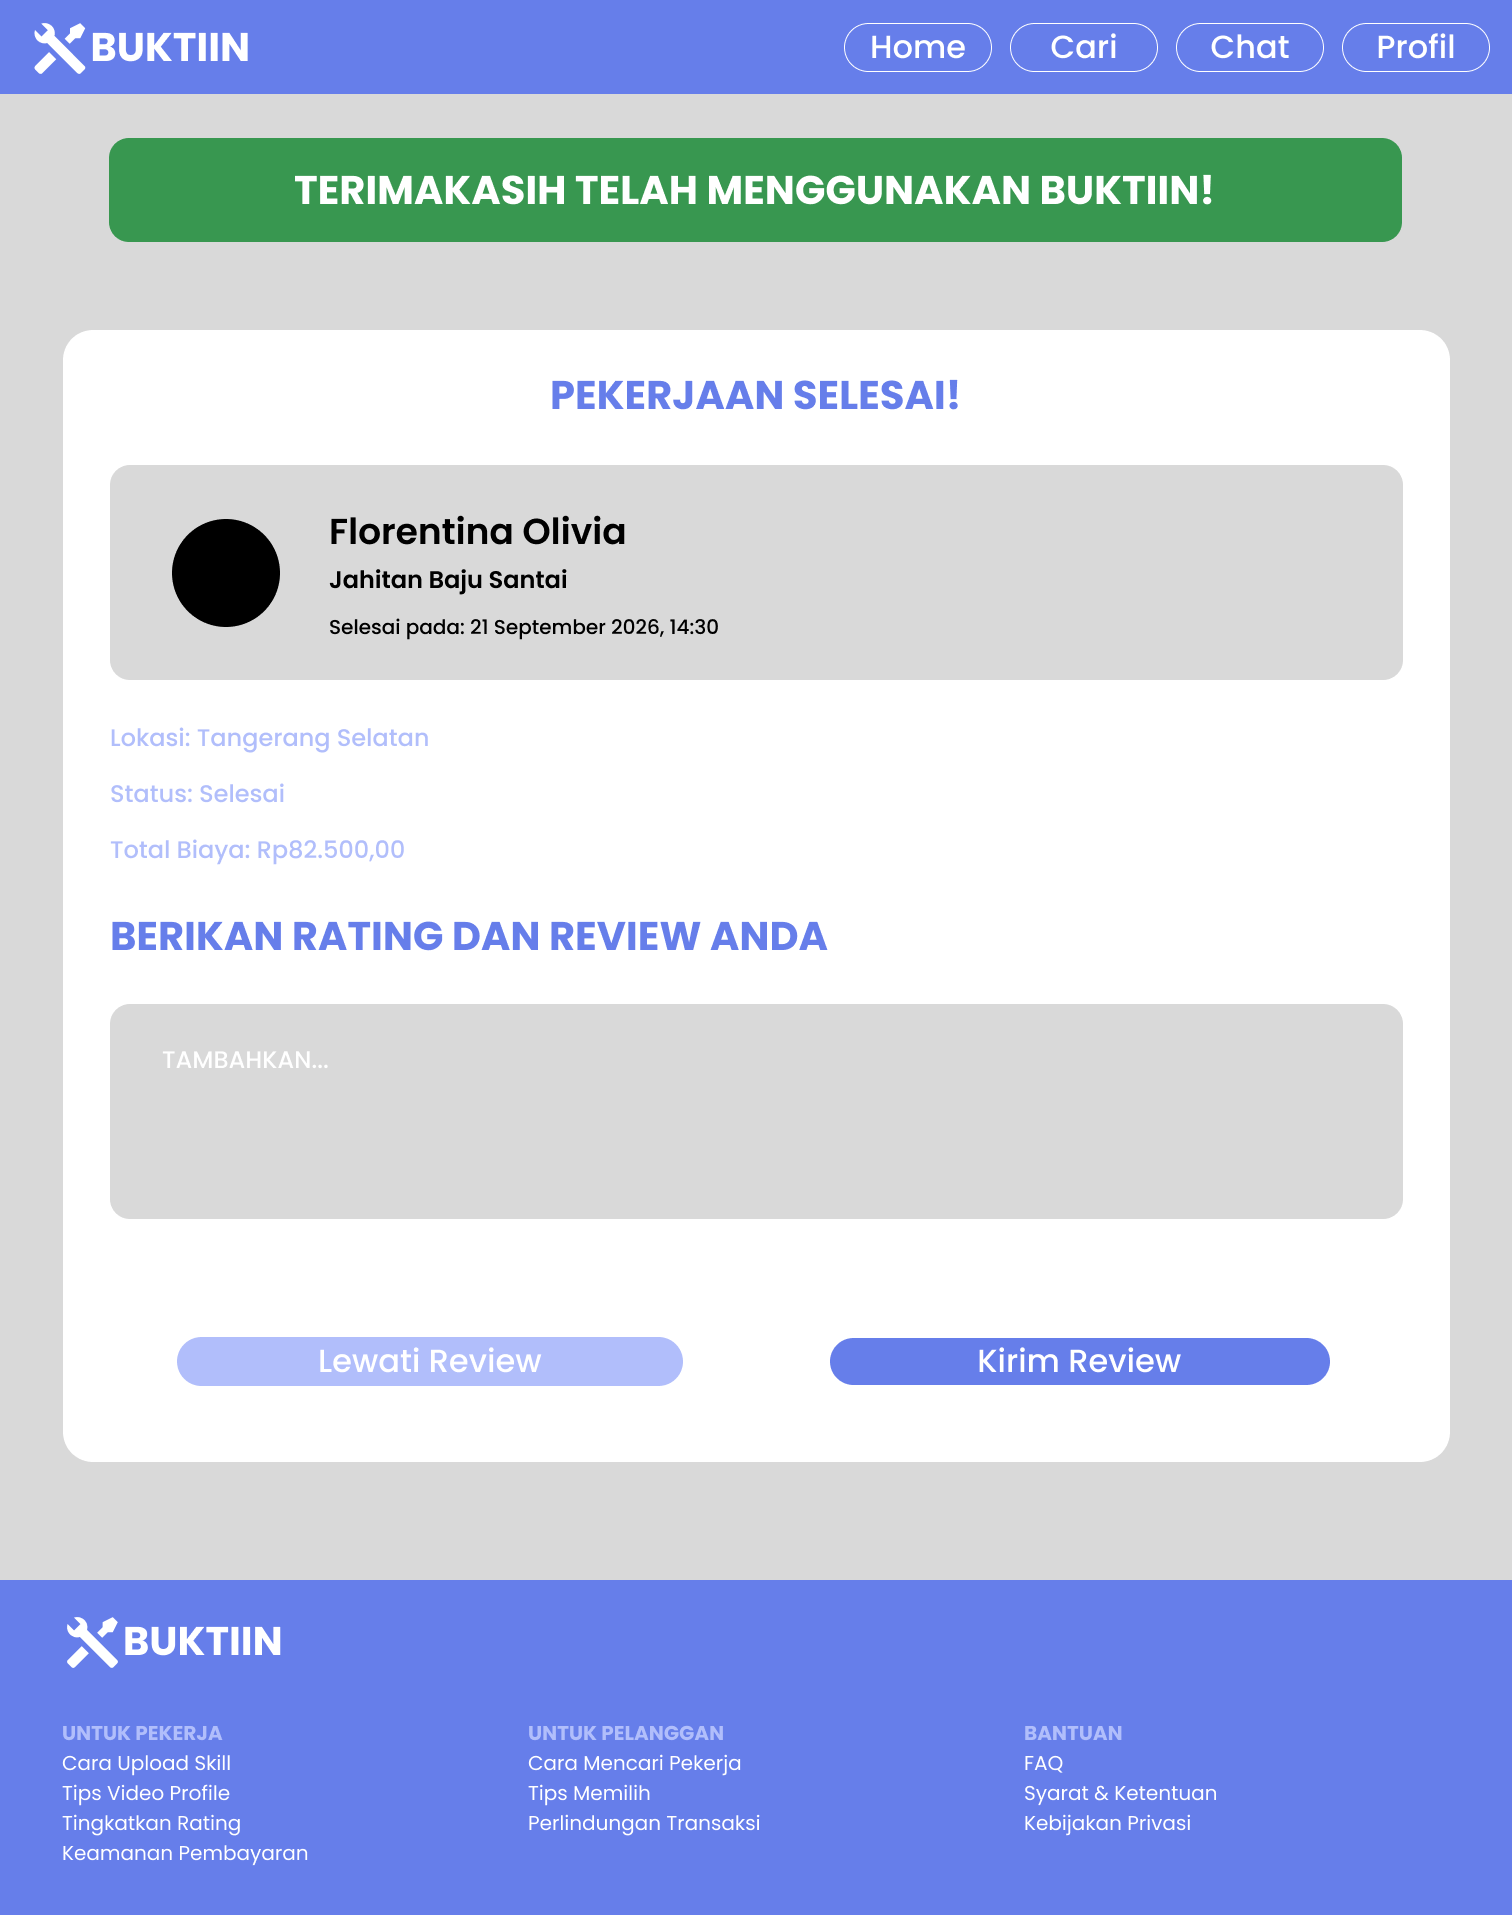 BUKTIIN
Home
Cari
Chat
Profil
TERIMAKASIH TELAH MENGGUNAKAN BUKTIIN!
PEKERJAAN SELESAI!
Florentina Olivia
Jahitan Baju Santai
Selesai pada: 21 September 2026, 14:30
Lokasi: Tangerang Selatan
Status: Selesai
Total Biaya: Rp82.500,00
BERIKAN RATING DAN REVIEW ANDA
TAMBAHKAN...
Lewati Review
Kirim Review
BUKTIIN
UNTUK PEKERJA
Cara Upload Skill
Tips Video Profile
Tingkatkan Rating
Keamanan Pembayaran
UNTUK PELANGGAN
Cara Mencari Pekerja
Tips Memilih
Perlindungan Transaksi
BANTUAN
FAQ
Syarat & Ketentuan
Kebijakan Privasi